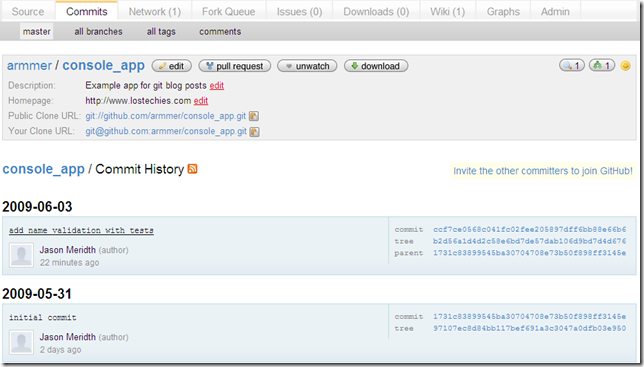 Source Commits Network (1) Fork Queue Issues (0) Downloads (0) Wiki (1) Graphs Admin
master all branches all tags comments
armmer / console_app edit pull request unwatch download 1 1
Description: Example app for git blog posts edit
Homepage: http://www.lostechies.com edit
Public Clone URL: git://github.com/armmer/console_app.git
Your Clone URL: git@github.com:armmer/console_app.git
console_app / Commit History
Invite the other committers to join GitHub!
2009-06-03
add name validation with tests
Jason Meridth (author)
22 minutes ago
commit ccf7ce0568c041fc02fee205897dff6bb88e66b6
tree b2d56a1d4d2c58e6bd7de57dab106d9bd7d4d676
parent 1731c83899545ba30704708e73b50f898ff3145e
2009-05-31
initial commit
Jason Meridth (author)
2 days ago
commit 1731c83899545ba30704708e73b50f898ff3145e
tree 97107ec8d84bb117bef691a3c3047a0dfb03e950